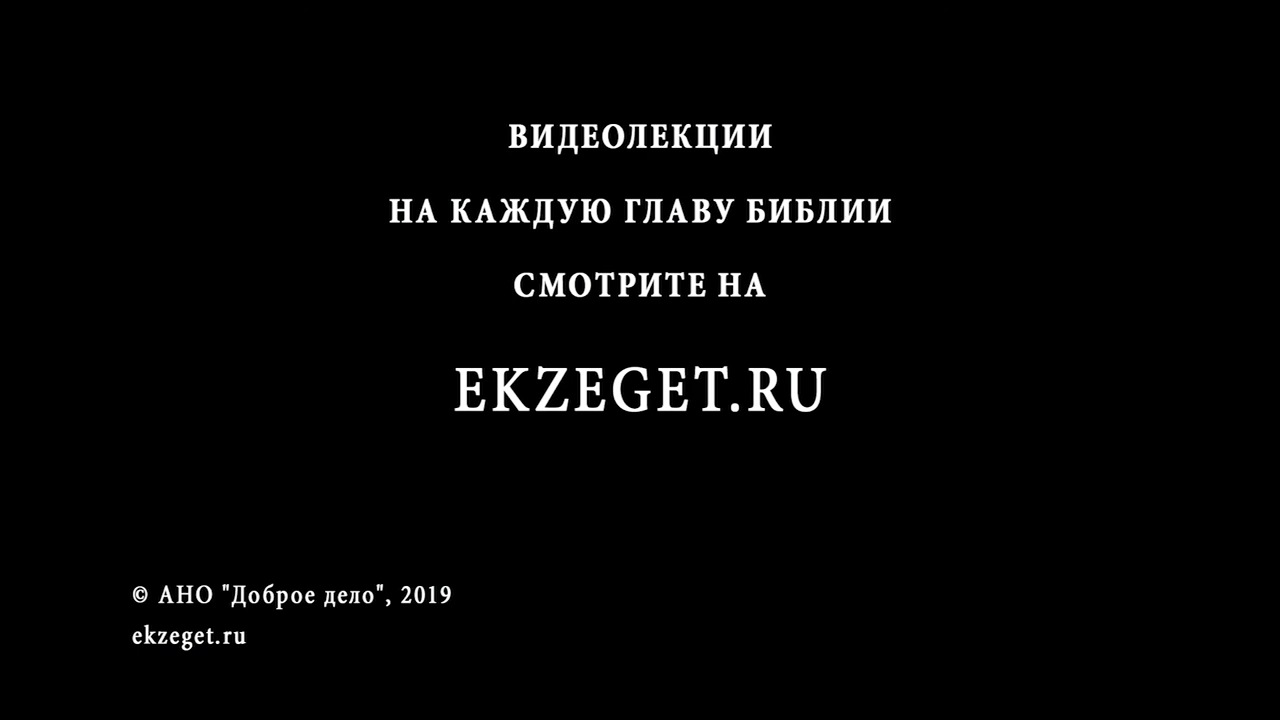 ВИДЕОЛЕКЦИИ
НА КАЖДУЮ ГЛАВУ БИБЛИИ
СМОТРИТЕ НА
EKZEGET.RU
© АНО "Доброе дело", 2019
ekzeget.ru